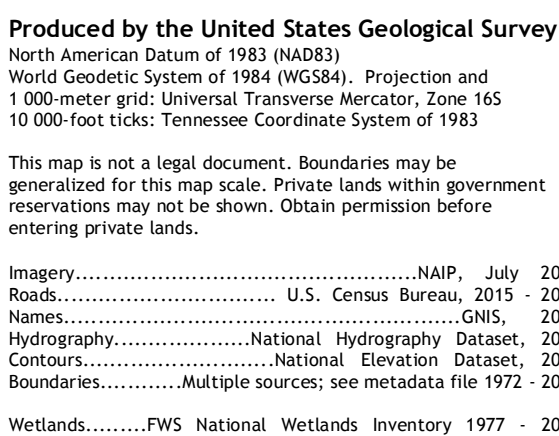 Produced by the United States Geological Survey
North American Datum of 1983 (NAD83)
World Geodetic System of 1984 (WGS84). Projection and
1 000-meter grid: Universal Transverse Mercator, Zone 16S
10 000-foot ticks: Tennessee Coordinate System of 1983
This map is not a legal document. Boundaries may be
generalized for this map scale. Private lands within government
reservations may not be shown. Obtain permission before
entering private lands.
Imagery..................................................NAIP, July 20
Roads................................ U.S. Census Bureau, 2015 - 20
Names..........................................................GNIS, 20
Hydrography....................National Hydrography Dataset, 20
Contours............................National Elevation Dataset, 20
Boundaries............Multiple sources; see metadata file 1972 - 20
Wetlands.........FWS National Wetlands Inventory 1977 - 20